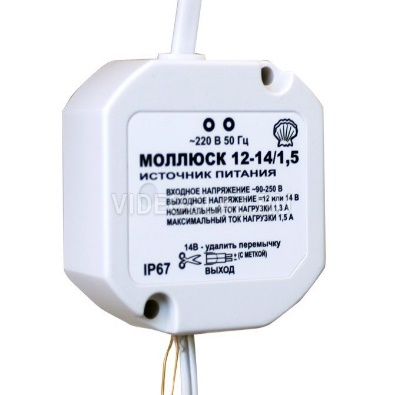 ~220 В 50 Гц
МОЛЛЮСК 12-14/1,5
ИСТОЧНИК ПИТАНИЯ
ВХОДНОЕ НАПРЯЖЕНИЕ ~90-250 В
ВЫХОДНОЕ НАПРЯЖЕНИЕ =12 или 14 В
НОМИНАЛЬНЫЙ ТОК НАГРУЗКИ 1,3 А
МАКСИМАЛЬНЫЙ ТОК НАГРУЗКИ 1,5 А
14В - удалить перемычку
+(С МЕТКОЙ)
IP67
ВЫХОД